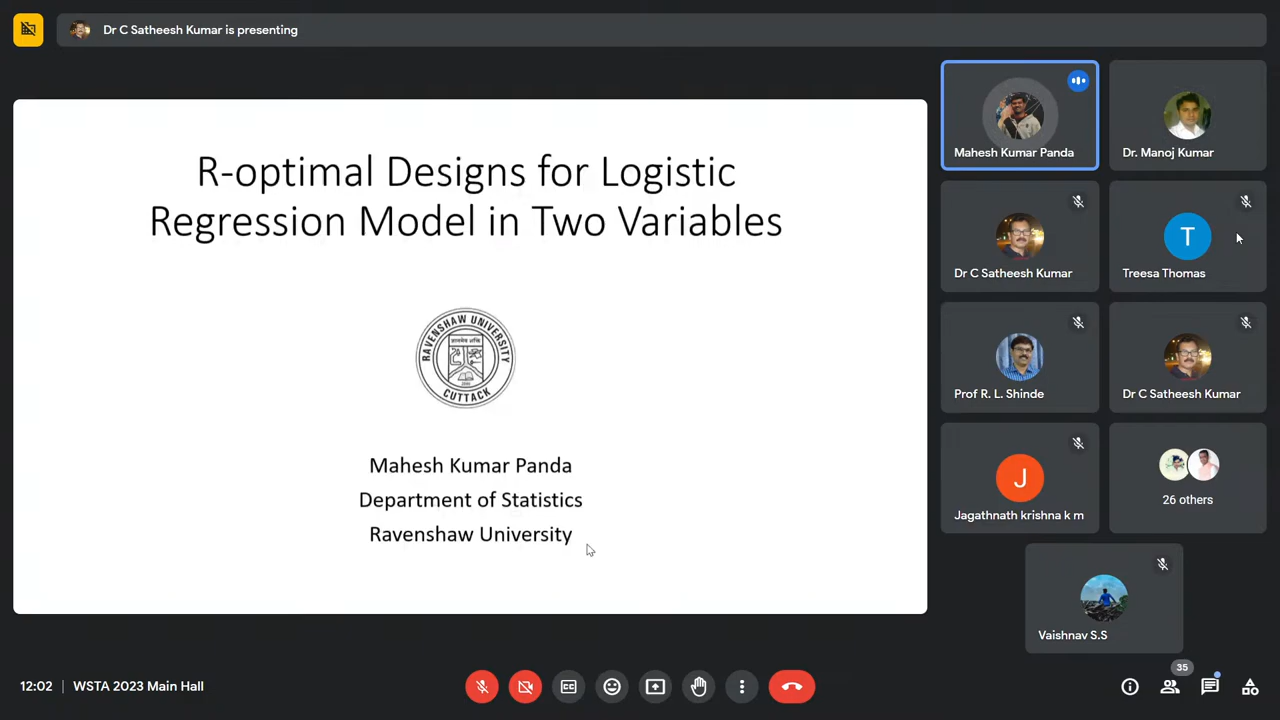 Dr C Satheesh Kumar is presenting
R-optimal Designs for Logistic
Regression Model in Two Variables
RAVENSHAW UNIVERSITY
CUTTACK
Mahesh Kumar Panda
Department of Statistics
Ravenshaw University
Mahesh Kumar Panda
Dr. Manoj Kumar
Dr C Satheesh Kumar
T
Treesa Thomas
Prof R. L. Shinde
Dr C Satheesh Kumar
J
Jagathnath krishna k m
26 others
Vaishnav S.S
12:02 | WSTA 2023 Main Hall
35